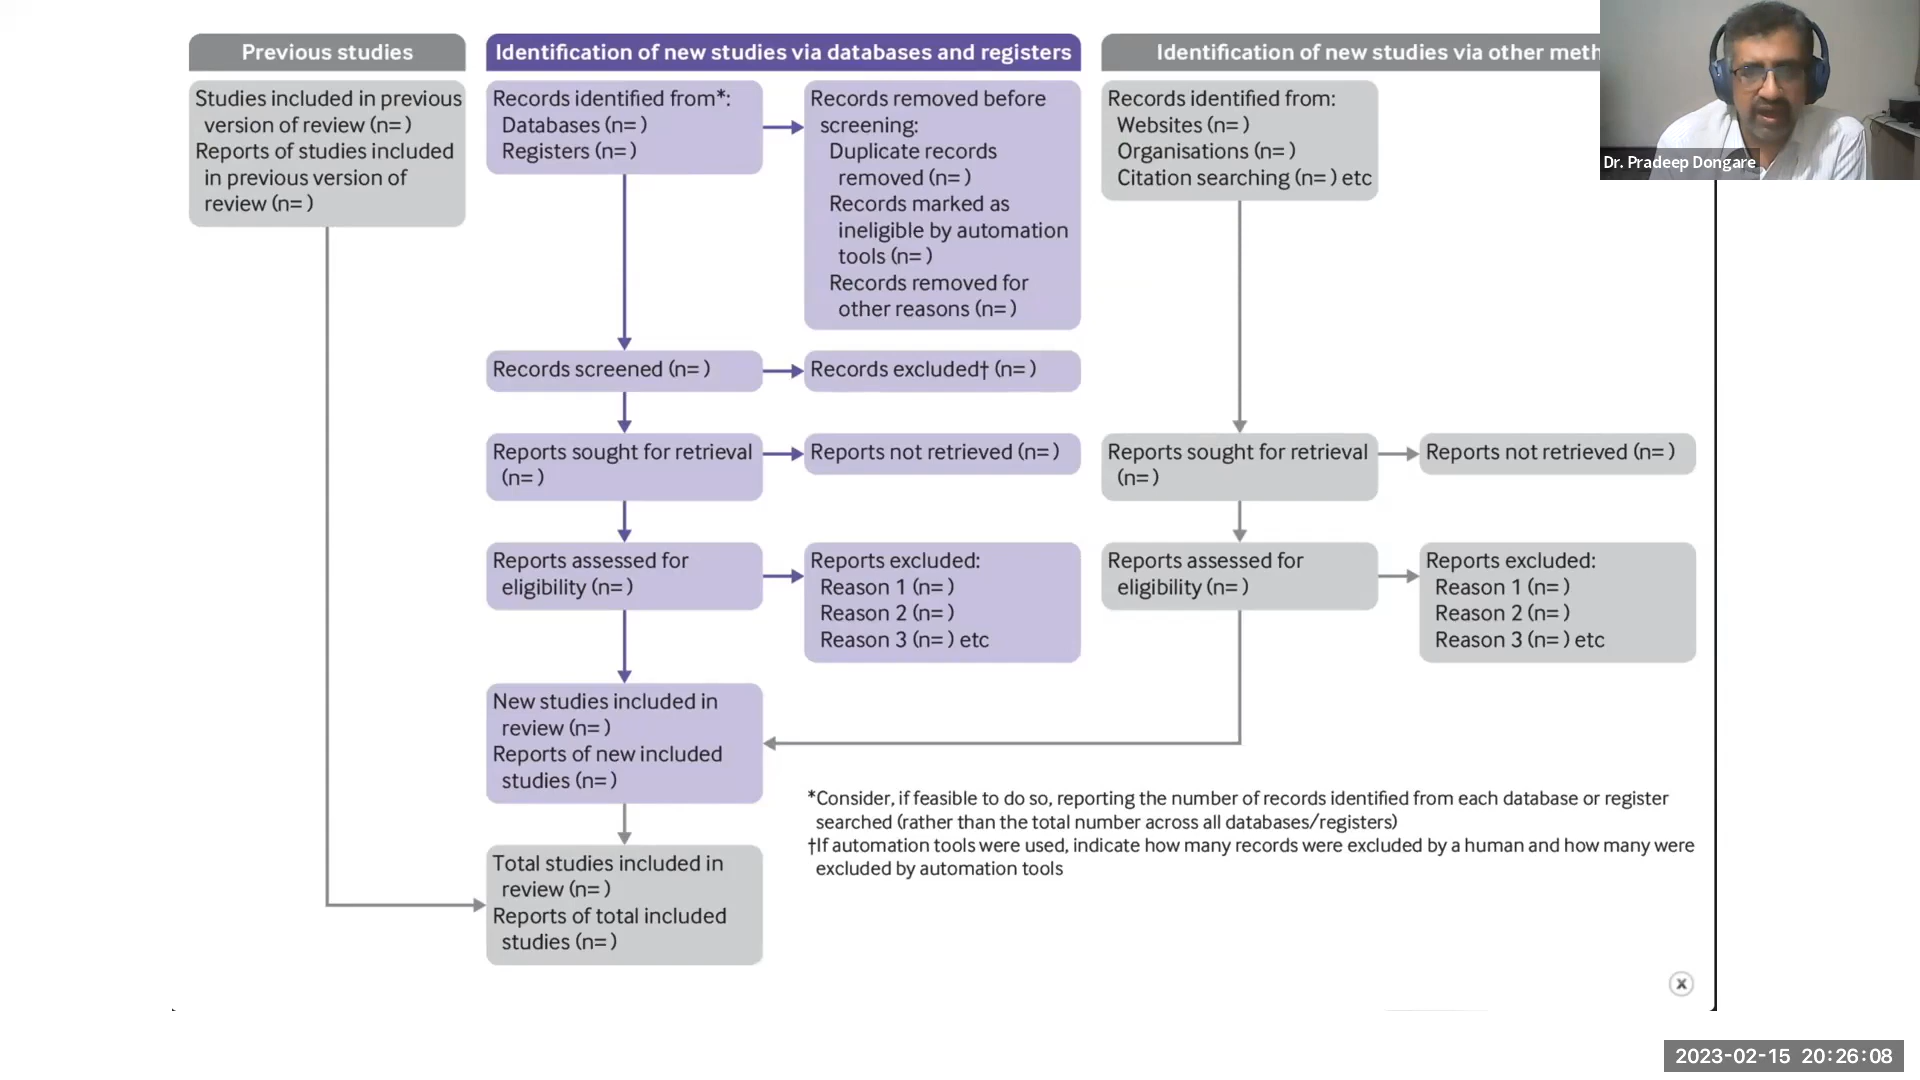 Previous studies
Studies included in previous
version of review (n= )
Reports of studies included
in previous version of
review (n= )
Identification of new studies via databases and registers
Records identified from*:
Databases (n= )
Registers (n= )
Records removed before
screening:
Duplicate records
removed (n= )
Records marked as
ineligible by automation
tools (n= )
Records removed for
other reasons (n= )
Records screened (n= )
Records excluded† (n= )
Reports sought for retrieval
(n= )
Reports not retrieved (n= )
Reports assessed for
eligibility (n= )
Reports excluded:
Reason 1 (n= )
Reason 2 (n= )
Reason 3 (n= ) etc
New studies included in
review (n= )
Reports of new included
studies (n= )
Total studies included in
review (n= )
Reports of total included
studies (n= )
Identification of new studies via other meth
Records identified from:
Websites (n= )
Organisations (n= )
Citation searching (n= ) etc
Reports sought for retrieval
(n= )
Reports not retrieved (n= )
Reports assessed for
eligibility (n= )
Reports excluded:
Reason 1 (n= )
Reason 2 (n= )
Reason 3 (n= ) etc
*Consider, if feasible to do so, reporting the number of records identified from each database or register
searched (rather than the total number across all databases/registers)
†If automation tools were used, indicate how many records were excluded by a human and how many were
excluded by automation tools
Dr. Pradeep Dongare
x
2023-02-15 20:26:08